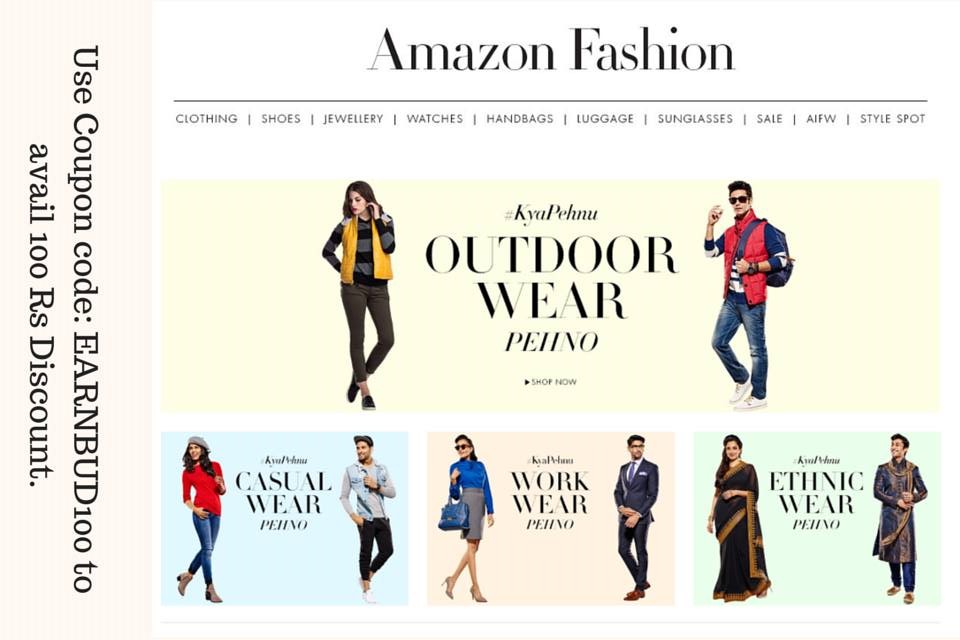 Use Coupon code: EARNBUD100 to
avail 100 Rs Discount.
Amazon Fashion
CLOTHING | SHOES | JEWELLERY | WATCHES | HANDBAGS | LUGGAGE | SUNGLASSES | SALE | AIFW | STYLE SPOT
#KyaPehnu
OUTDOOR
WEAR
PEHNO
▶SHOP NOW
#KyaPehnu
CASUAL
WEAR
PEHNO
#KyaPehnu
WORK
WEAR
PEHNO
#KyaPehnu
ETHNIC
WEAR
PEHNO